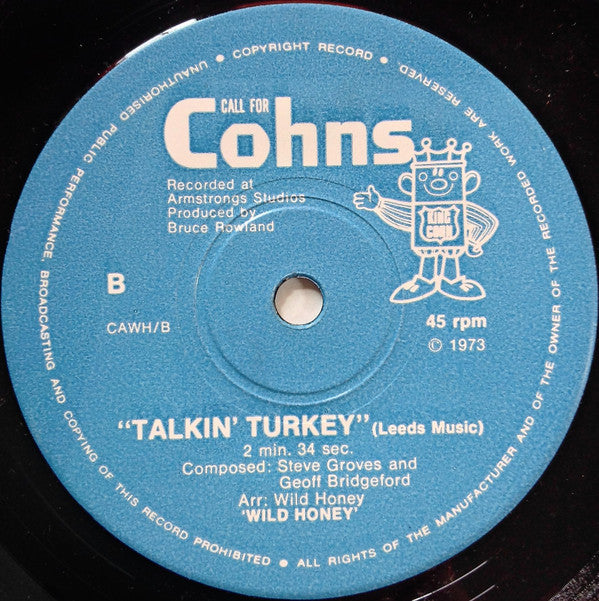 UNAUTHORISED PUBLIC PERFORMANCE, BROADCASTING AND COPYING OF THIS RECORD PROHIBITED • ALL RIGHTS OF THE MANUFACTURER AND OF THE OWNER OF THE RECORDED WORK ARE RESERVED. • COPYRIGHT RECORD •
CALL FOR
Cohns
Recorded at
Armstrongs Studios
Produced by
Bruce Rowland
KING
COHN
B
CAWH/B
45 rpm
© 1973
“TALKIN’ TURKEY” (Leeds Music)
2 min. 34 sec.
Composed: Steve Groves and
Geoff Bridgeford
Arr: Wild Honey
‘WILD HONEY’